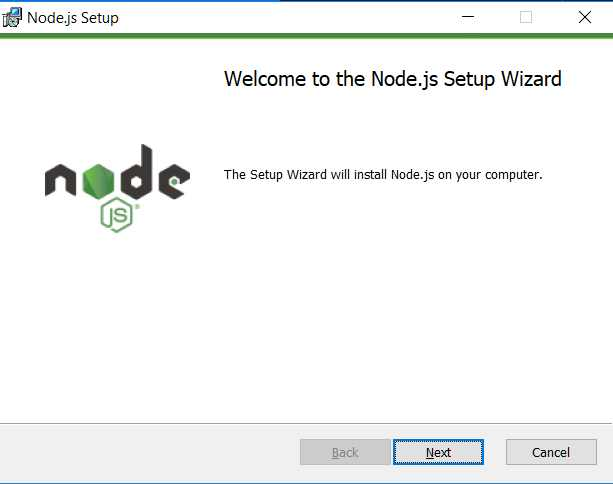 Node.js Setup
Welcome to the Node.js Setup Wizard
node
JS
The Setup Wizard will install Node.js on your computer.
Back
Next
Cancel